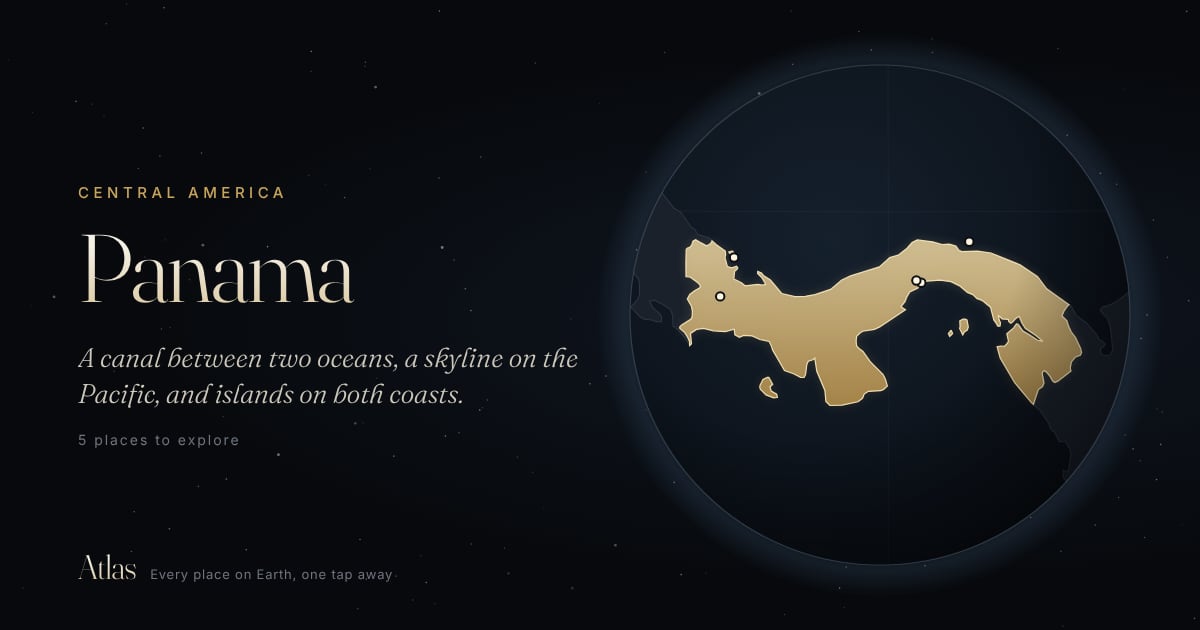 CENTRAL AMERICA
Panama
A canal between two oceans, a skyline on the
Pacific, and islands on both coasts.
5 places to explore
Atlas Every place on Earth, one tap away